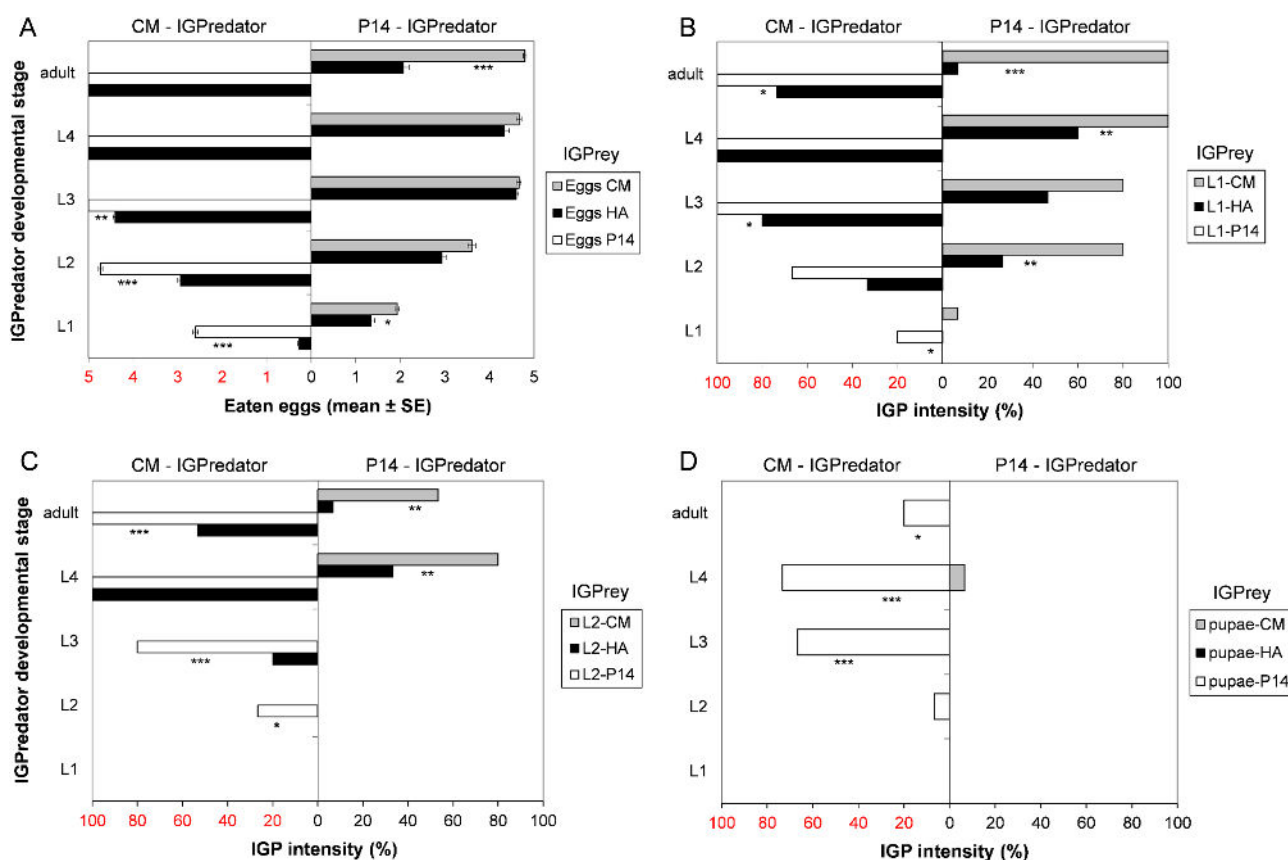 A
CM - IGPredator
P14 - IGPredator
IGPredator developmental stage
adult
***
L4
L3
**
L2
***
L1
*
***
5 4 3 2 1 0 1 2 3 4 5
Eaten eggs (mean ± SE)
IGPrey
Eggs CM
Eggs HA
Eggs P14
B
CM - IGPredator
P14 - IGPredator
adult
***
*
L4
**
L3
*
L2
**
L1
*
100 80 60 40 20 0 20 40 60 80 100
IGP intensity (%)
IGPrey
L1-CM
L1-HA
L1-P14
C
CM - IGPredator
P14 - IGPredator
IGPredator developmental stage
adult
**
***
L4
**
L3
***
L2
*
L1
100 80 60 40 20 0 20 40 60 80 100
IGP intensity (%)
IGPrey
L2-CM
L2-HA
L2-P14
D
CM - IGPredator
P14 - IGPredator
adult
*
L4
***
L3
***
L2
L1
100 80 60 40 20 0 20 40 60 80 100
IGP intensity (%)
IGPrey
pupae-CM
pupae-HA
pupae-P14